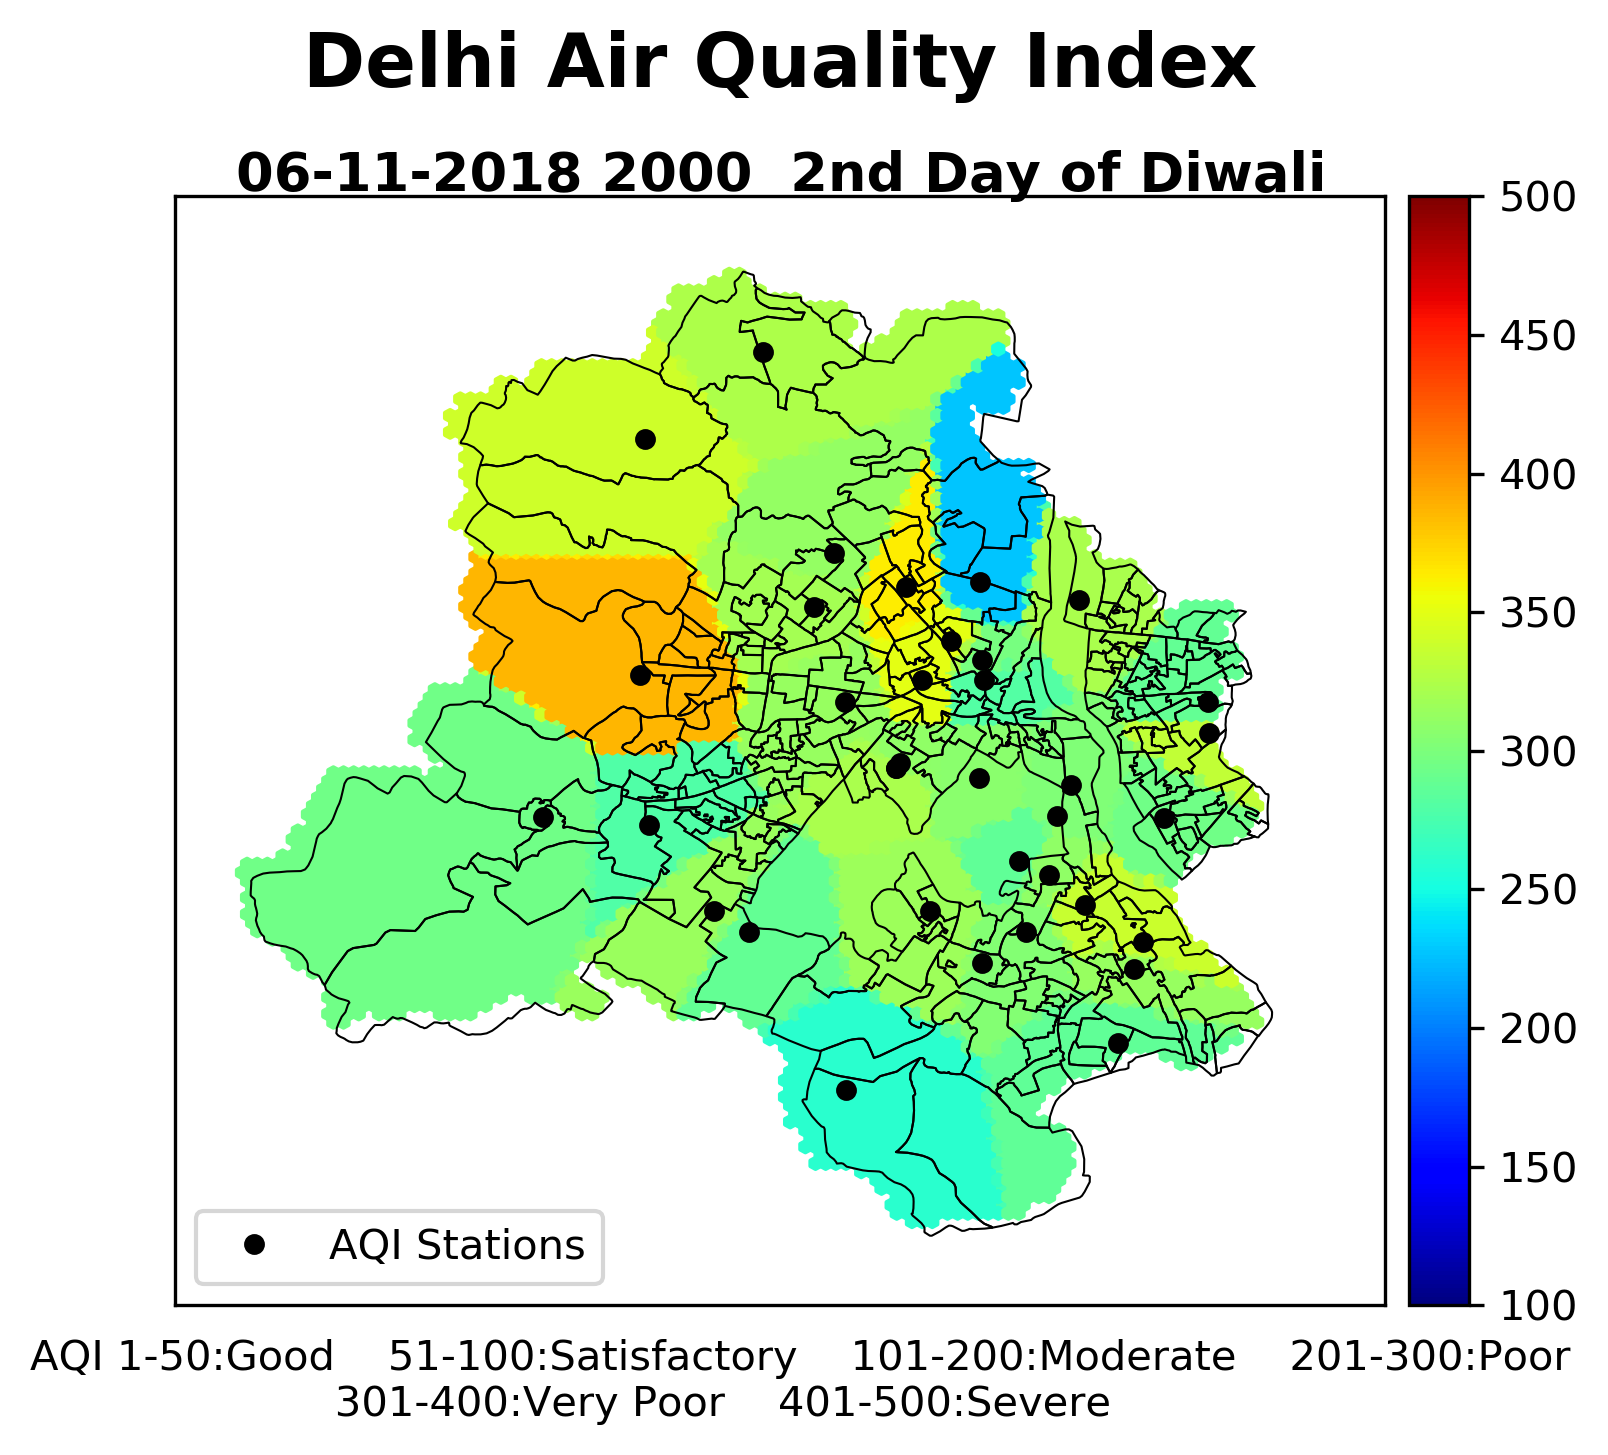 Delhi Air Quality Index
06-11-2018 2000 2nd Day of Diwali
500
450
400
350
300
250
200
150
100
AQI Stations
AQI 1-50:Good 51-100:Satisfactory 101-200:Moderate 201-300:Poor
301-400:Very Poor 401-500:Severe